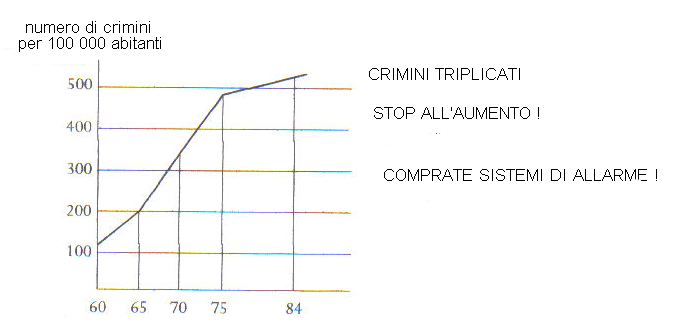 numero di crimini
per 100 000 abitanti
500
400
300
200
100
60 65 70 75 84
CRIMINI TRIPLICATI
STOP ALL'AUMENTO !
COMPRATE SISTEMI DI ALLARME !